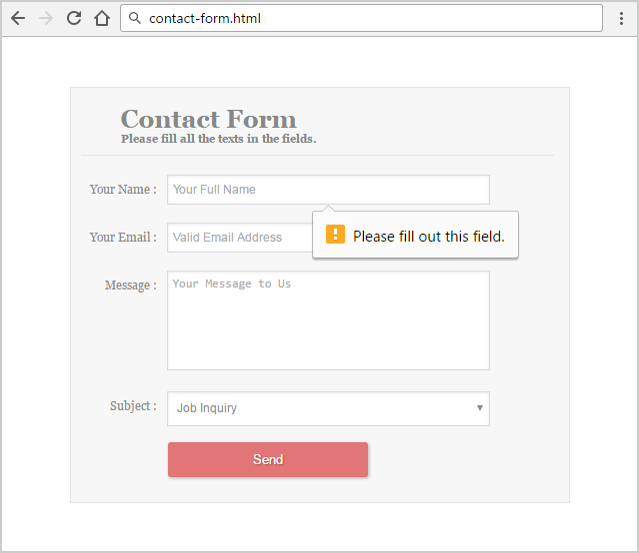 contact-form.html
Contact Form
Please fill all the texts in the fields.
Your Name :
Your Full Name
Please fill out this field.
Your Email :
Valid Email Address
Message :
Your Message to Us
Subject :
Job Inquiry
Send